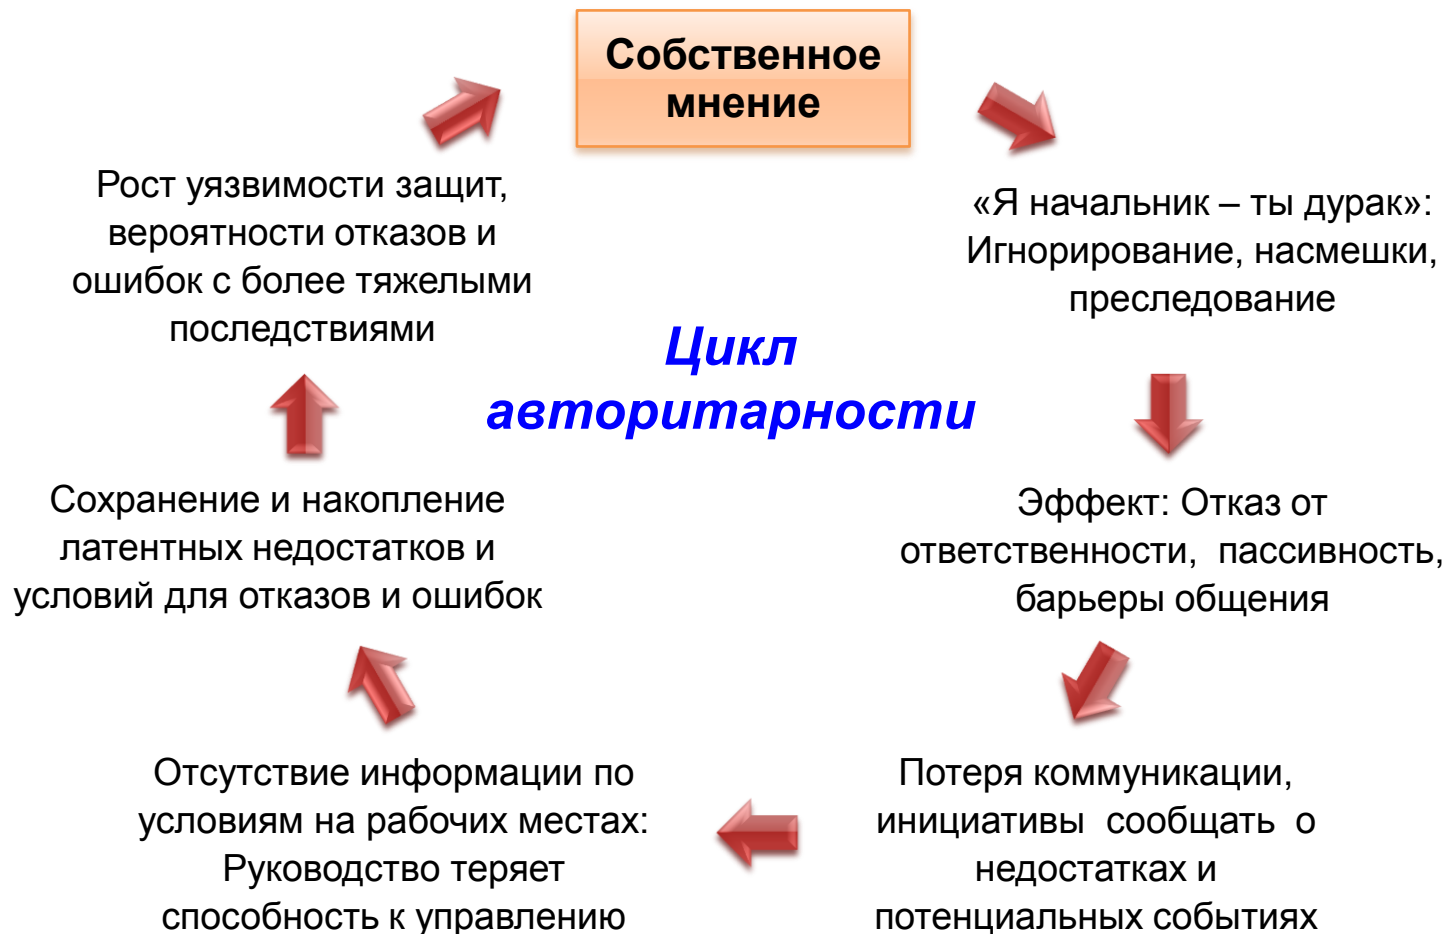 Собственное
мнение
«Я начальник – ты дурак»:
Игнорирование, насмешки,
преследование
Эффект: Отказ от
ответственности, пассивность,
барьеры общения
Потеря коммуникации,
инициативы сообщать о
недостатках и
потенциальных событиях
Отсутствие информации по
условиям на рабочих местах:
Руководство теряет
способность к управлению
Сохранение и накопление
латентных недостатков и
условий для отказов и ошибок
Рост уязвимости защит,
вероятности отказов и
ошибок с более тяжелыми
последствиями
Цикл
авторитарности